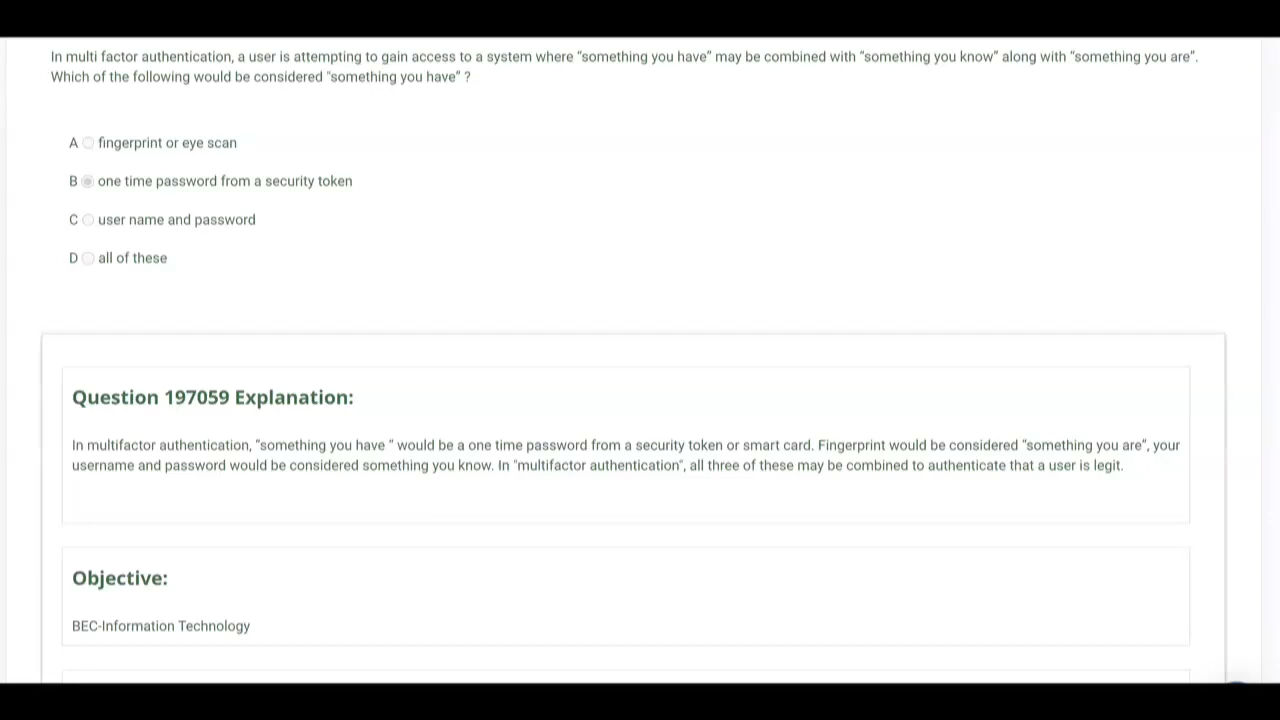 In multi factor authentication, a user is attempting to gain access to a system where “something you have” may be combined with “something you know” along with “something you are”.
Which of the following would be considered “something you have” ?
A fingerprint or eye scan
B one time password from a security token
C user name and password
D all of these
Question 197059 Explanation:
In multifactor authentication, “something you have ” would be a one time password from a security token or smart card. Fingerprint would be considered “something you are”, your
username and password would be considered something you know. In “multifactor authentication”, all three of these may be combined to authenticate that a user is legit.
Objective:
BEC-Information Technology